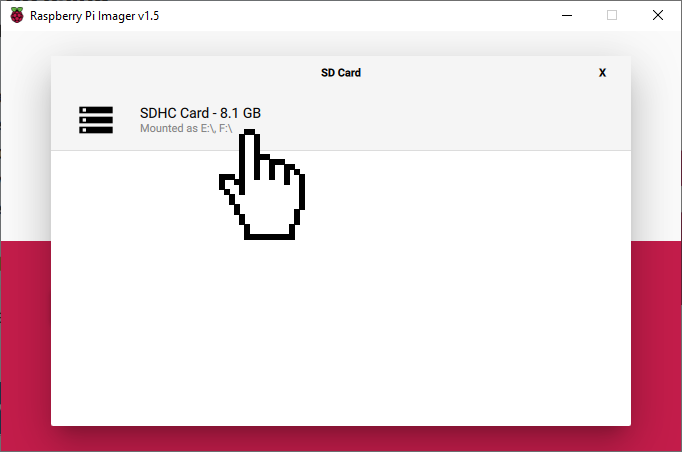 Raspberry Pi Imager v1.5
SD Card
X
SDHC Card - 8.1 GB
Mounted as E:\, F:\